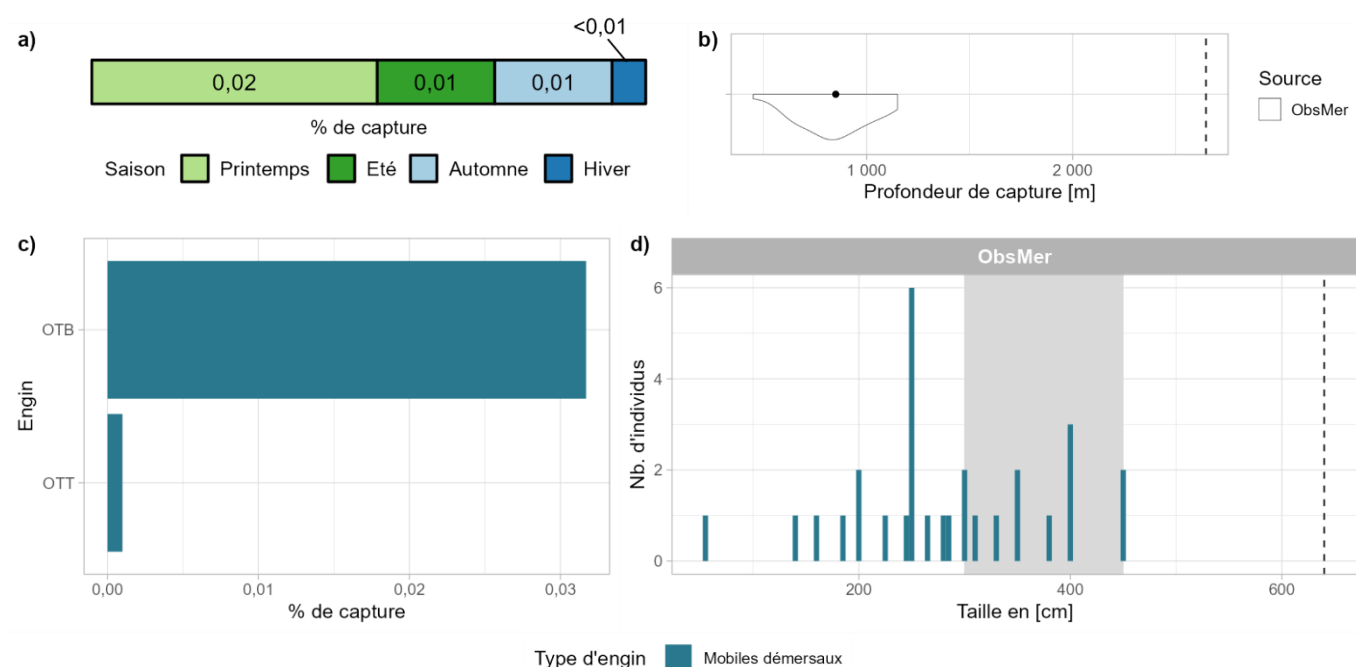 a)
<0,01
0,02
0,01
0,01
% de capture
Saison Printemps Eté Automne Hiver
b)
1 000
2 000
Profondeur de capture [m]
Source
ObsMer
c)
OTB
OTT
Engin
0,00
0,01
0,02
0,03
% de capture
d)
ObsMer
6
4
2
0
Nb. d'individus
200
400
600
Taille en [cm]
Type d'engin Mobiles démersaux